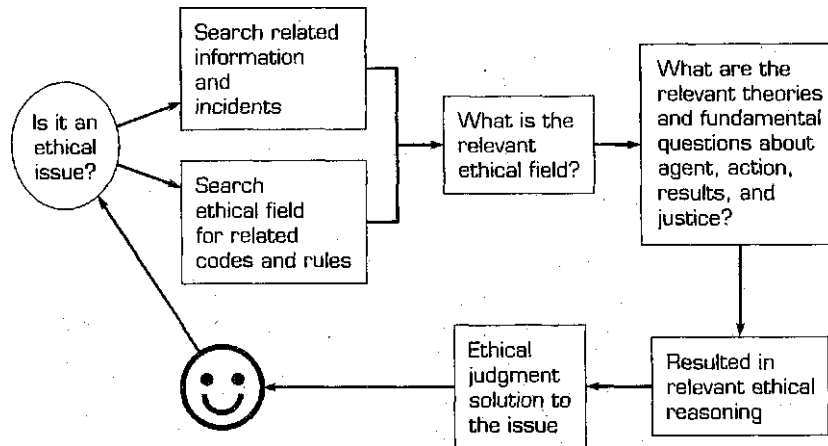 Is it an
ethical
issue?
Search related
information
and
incidents
Search
ethical field
for related
codes and rules
What is the
relevant
ethical field?
What are the
relevant theories
and fundamental
questions about
agent, action,
results, and
justice?
Resulted in
relevant ethical
reasoning
Ethical
judgment
solution to
the issue